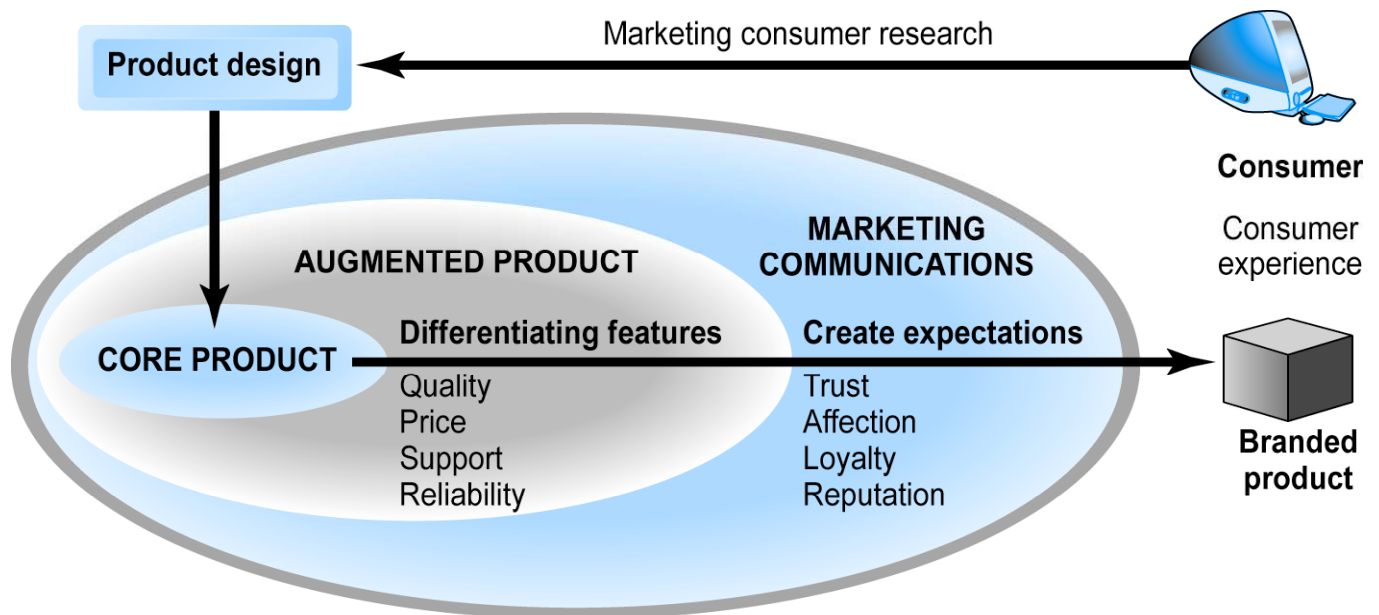 Marketing consumer research
Product design
Consumer
Consumer
experience
MARKETING
COMMUNICATIONS
AUGMENTED PRODUCT
Differentiating features
Create expectations
CORE PRODUCT
Quality
Price
Support
Reliability
Trust
Affection
Loyalty
Reputation
Branded
product